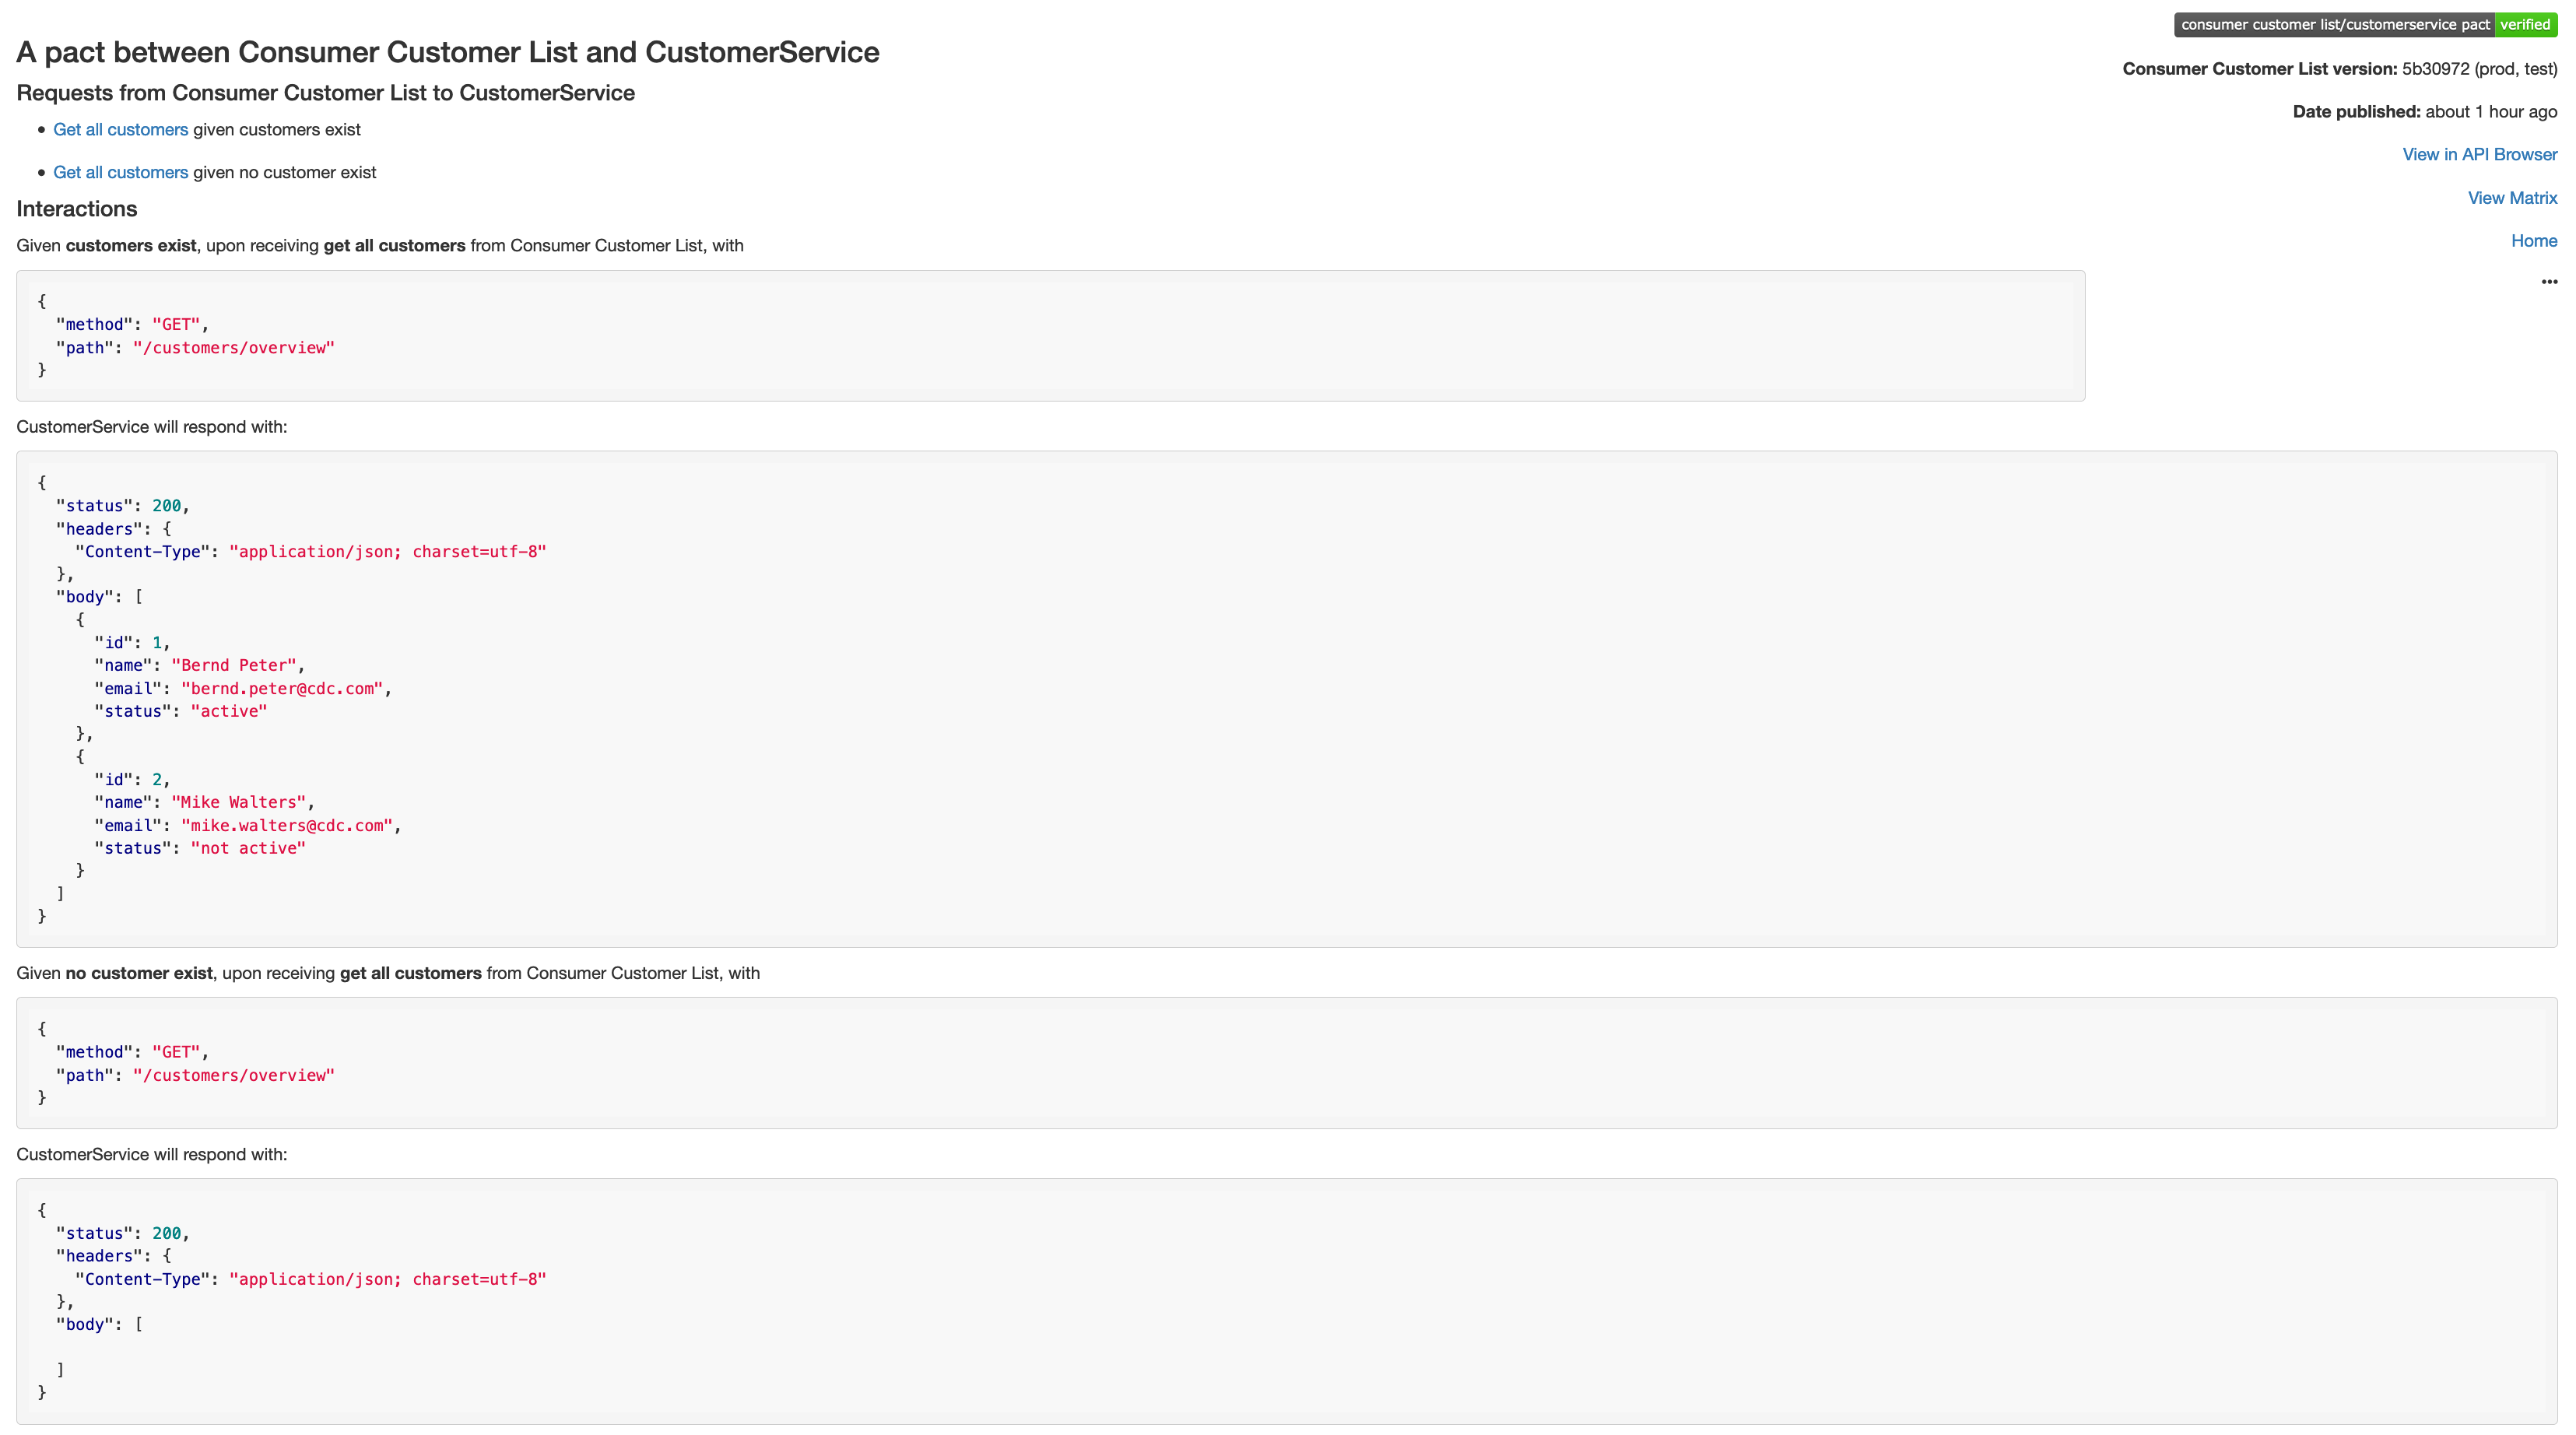 consumer customer list/customerservice pact verified
A pact between Consumer Customer List and CustomerService
Consumer Customer List version: 5b30972 (prod, test)
Requests from Consumer Customer List to CustomerService
Date published: about 1 hour ago
• Get all customers given customers exist
View in API Browser
• Get all customers given no customer exist
View Matrix
Interactions
Home
Given customers exist, upon receiving get all customers from Consumer Customer List, with
•••
{
  "method": "GET",
  "path": "/customers/overview"
}
CustomerService will respond with:
{
  "status": 200,
  "headers": {
    "Content-Type": "application/json; charset=utf-8"
  },
  "body": [
    {
      "id": 1,
      "name": "Bernd Peter",
      "email": "bernd.peter@cdc.com",
      "status": "active"
    },
    {
      "id": 2,
      "name": "Mike Walters",
      "email": "mike.walters@cdc.com",
      "status": "not active"
    }
  ]
}
Given no customer exist, upon receiving get all customers from Consumer Customer List, with
{
  "method": "GET",
  "path": "/customers/overview"
}
CustomerService will respond with:
{
  "status": 200,
  "headers": {
    "Content-Type": "application/json; charset=utf-8"
  },
  "body": [
  ]
}